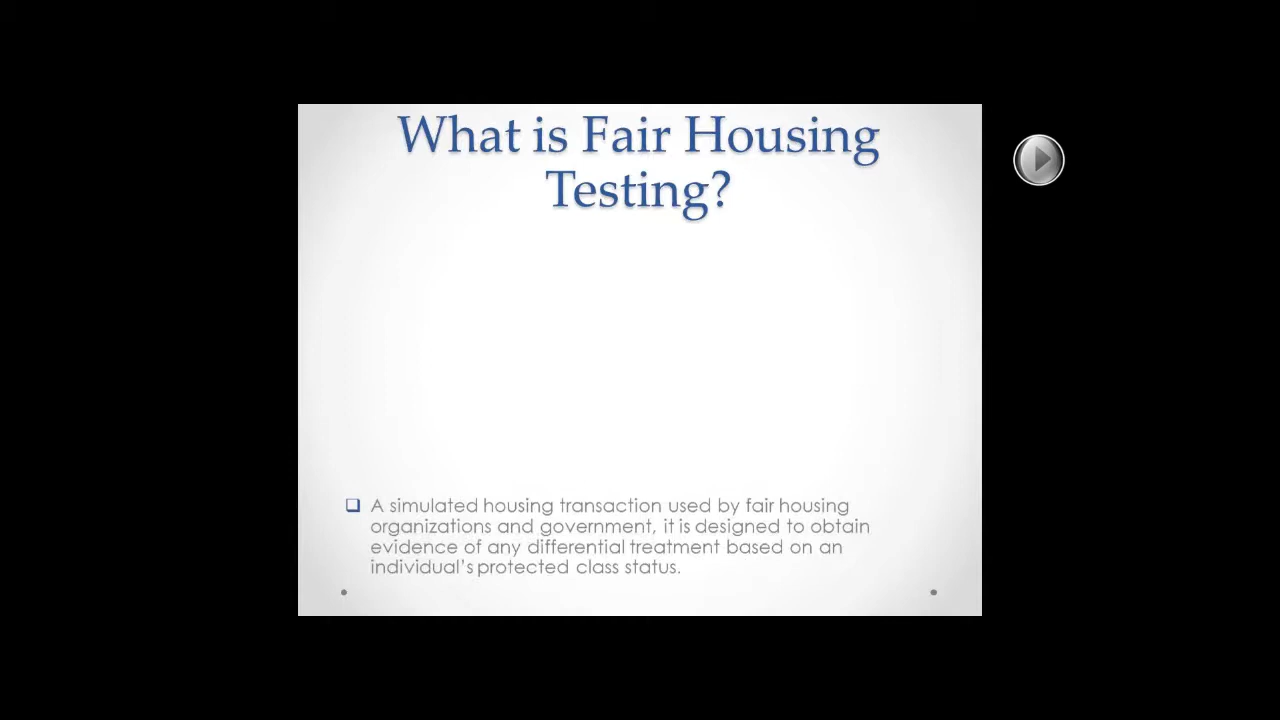 What is Fair Housing
Testing?
❑ A simulated housing transaction used by fair housing
organizations and government, it is designed to obtain
evidence of any differential treatment based on an
individual’s protected class status.